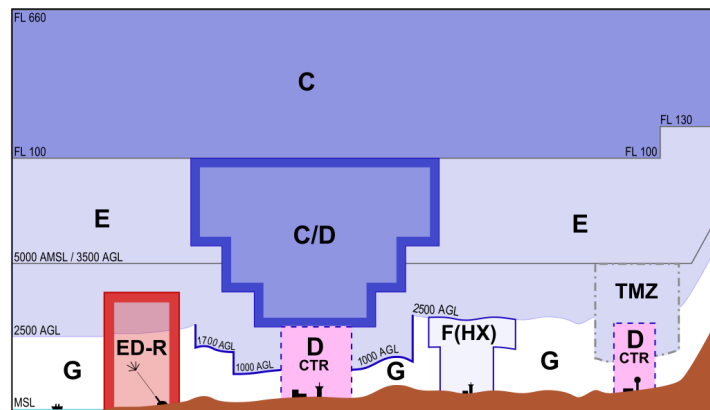 FL 660
C
FL 130
FL 100
FL 100
E
C/D
E
5000 AMSL / 3500 AGL
TMZ
2500 AGL
2500 AGL
1700 AGL
ED-R
D
CTR
F(HX)
D
CTR
1000 AGL
1000 AGL
G
G
G
MSL